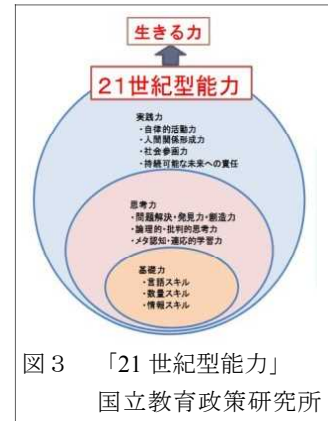 生きる力
21世紀型能力
実践力
・自律的活動力
・人間関係形成力
・社会参画力
・持続可能な未来への責任
思考力
・問題解決・発見力・創造力
・論理的・批判的思考力
・メタ認知・適応的学習力
基礎力
・言語スキル
・数量スキル
・情報スキル
図３ 「21 世紀型能力」
国立教育政策研究所